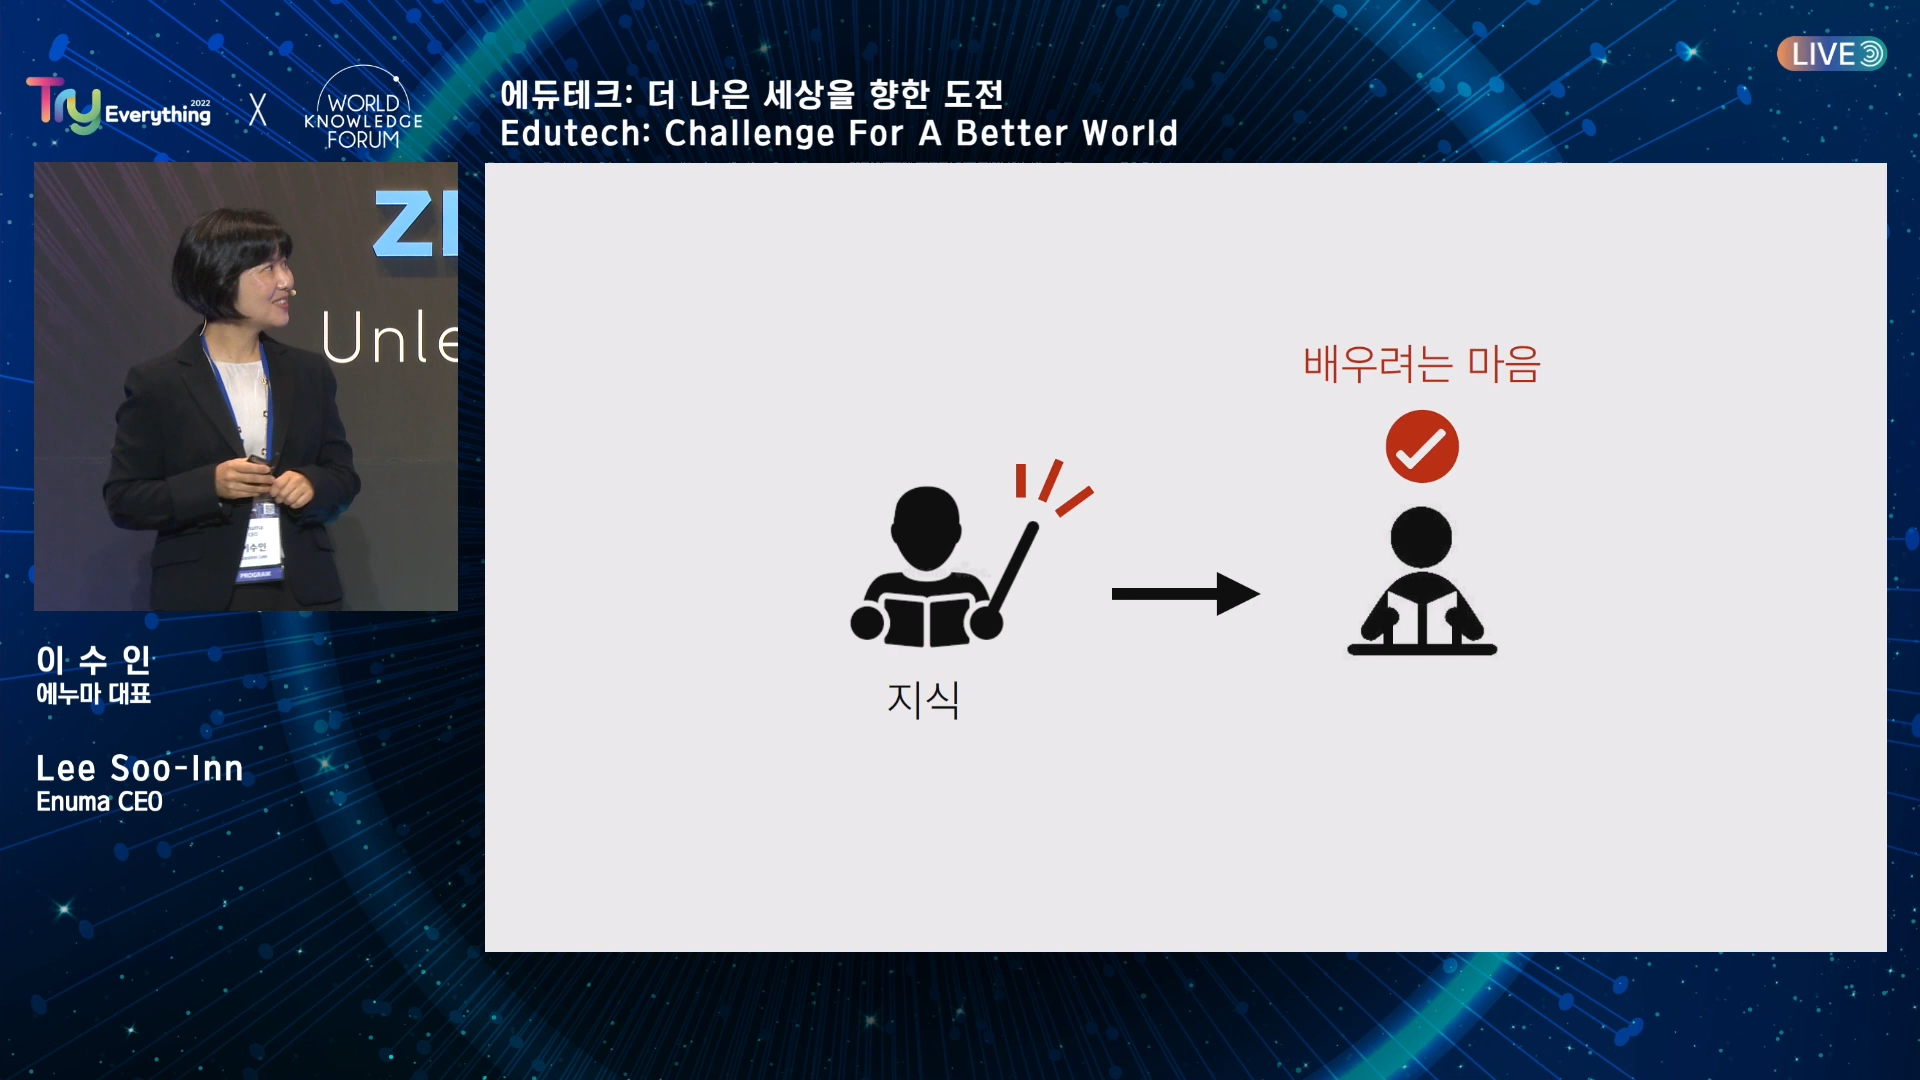 Try Everything 2022
X
WORLD
KNOWLEDGE
FORUM
에듀테크: 더 나은 세상을 향한 도전
Edutech: Challenge For A Better World
LIVE
Unle
배우려는 마음
지식
PROGRAM
이 수 인
에누마 대표
Lee Soo-Inn
Enuma CEO